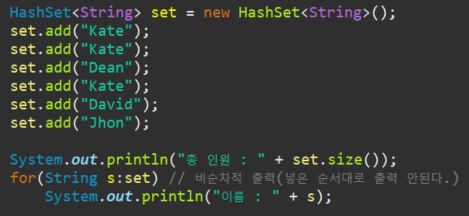 HashSet<String> set = new HashSet<String>();
set.add("Kate");
set.add("Kate");
set.add("Dean");
set.add("Kate");
set.add("David");
set.add("Jhon");

System.out.println("총 인원 : " + set.size());
for(String s:set) // 비순차적 출력(넣은 순서대로 출력 안된다.)
    System.out.println("이름 : " + s);